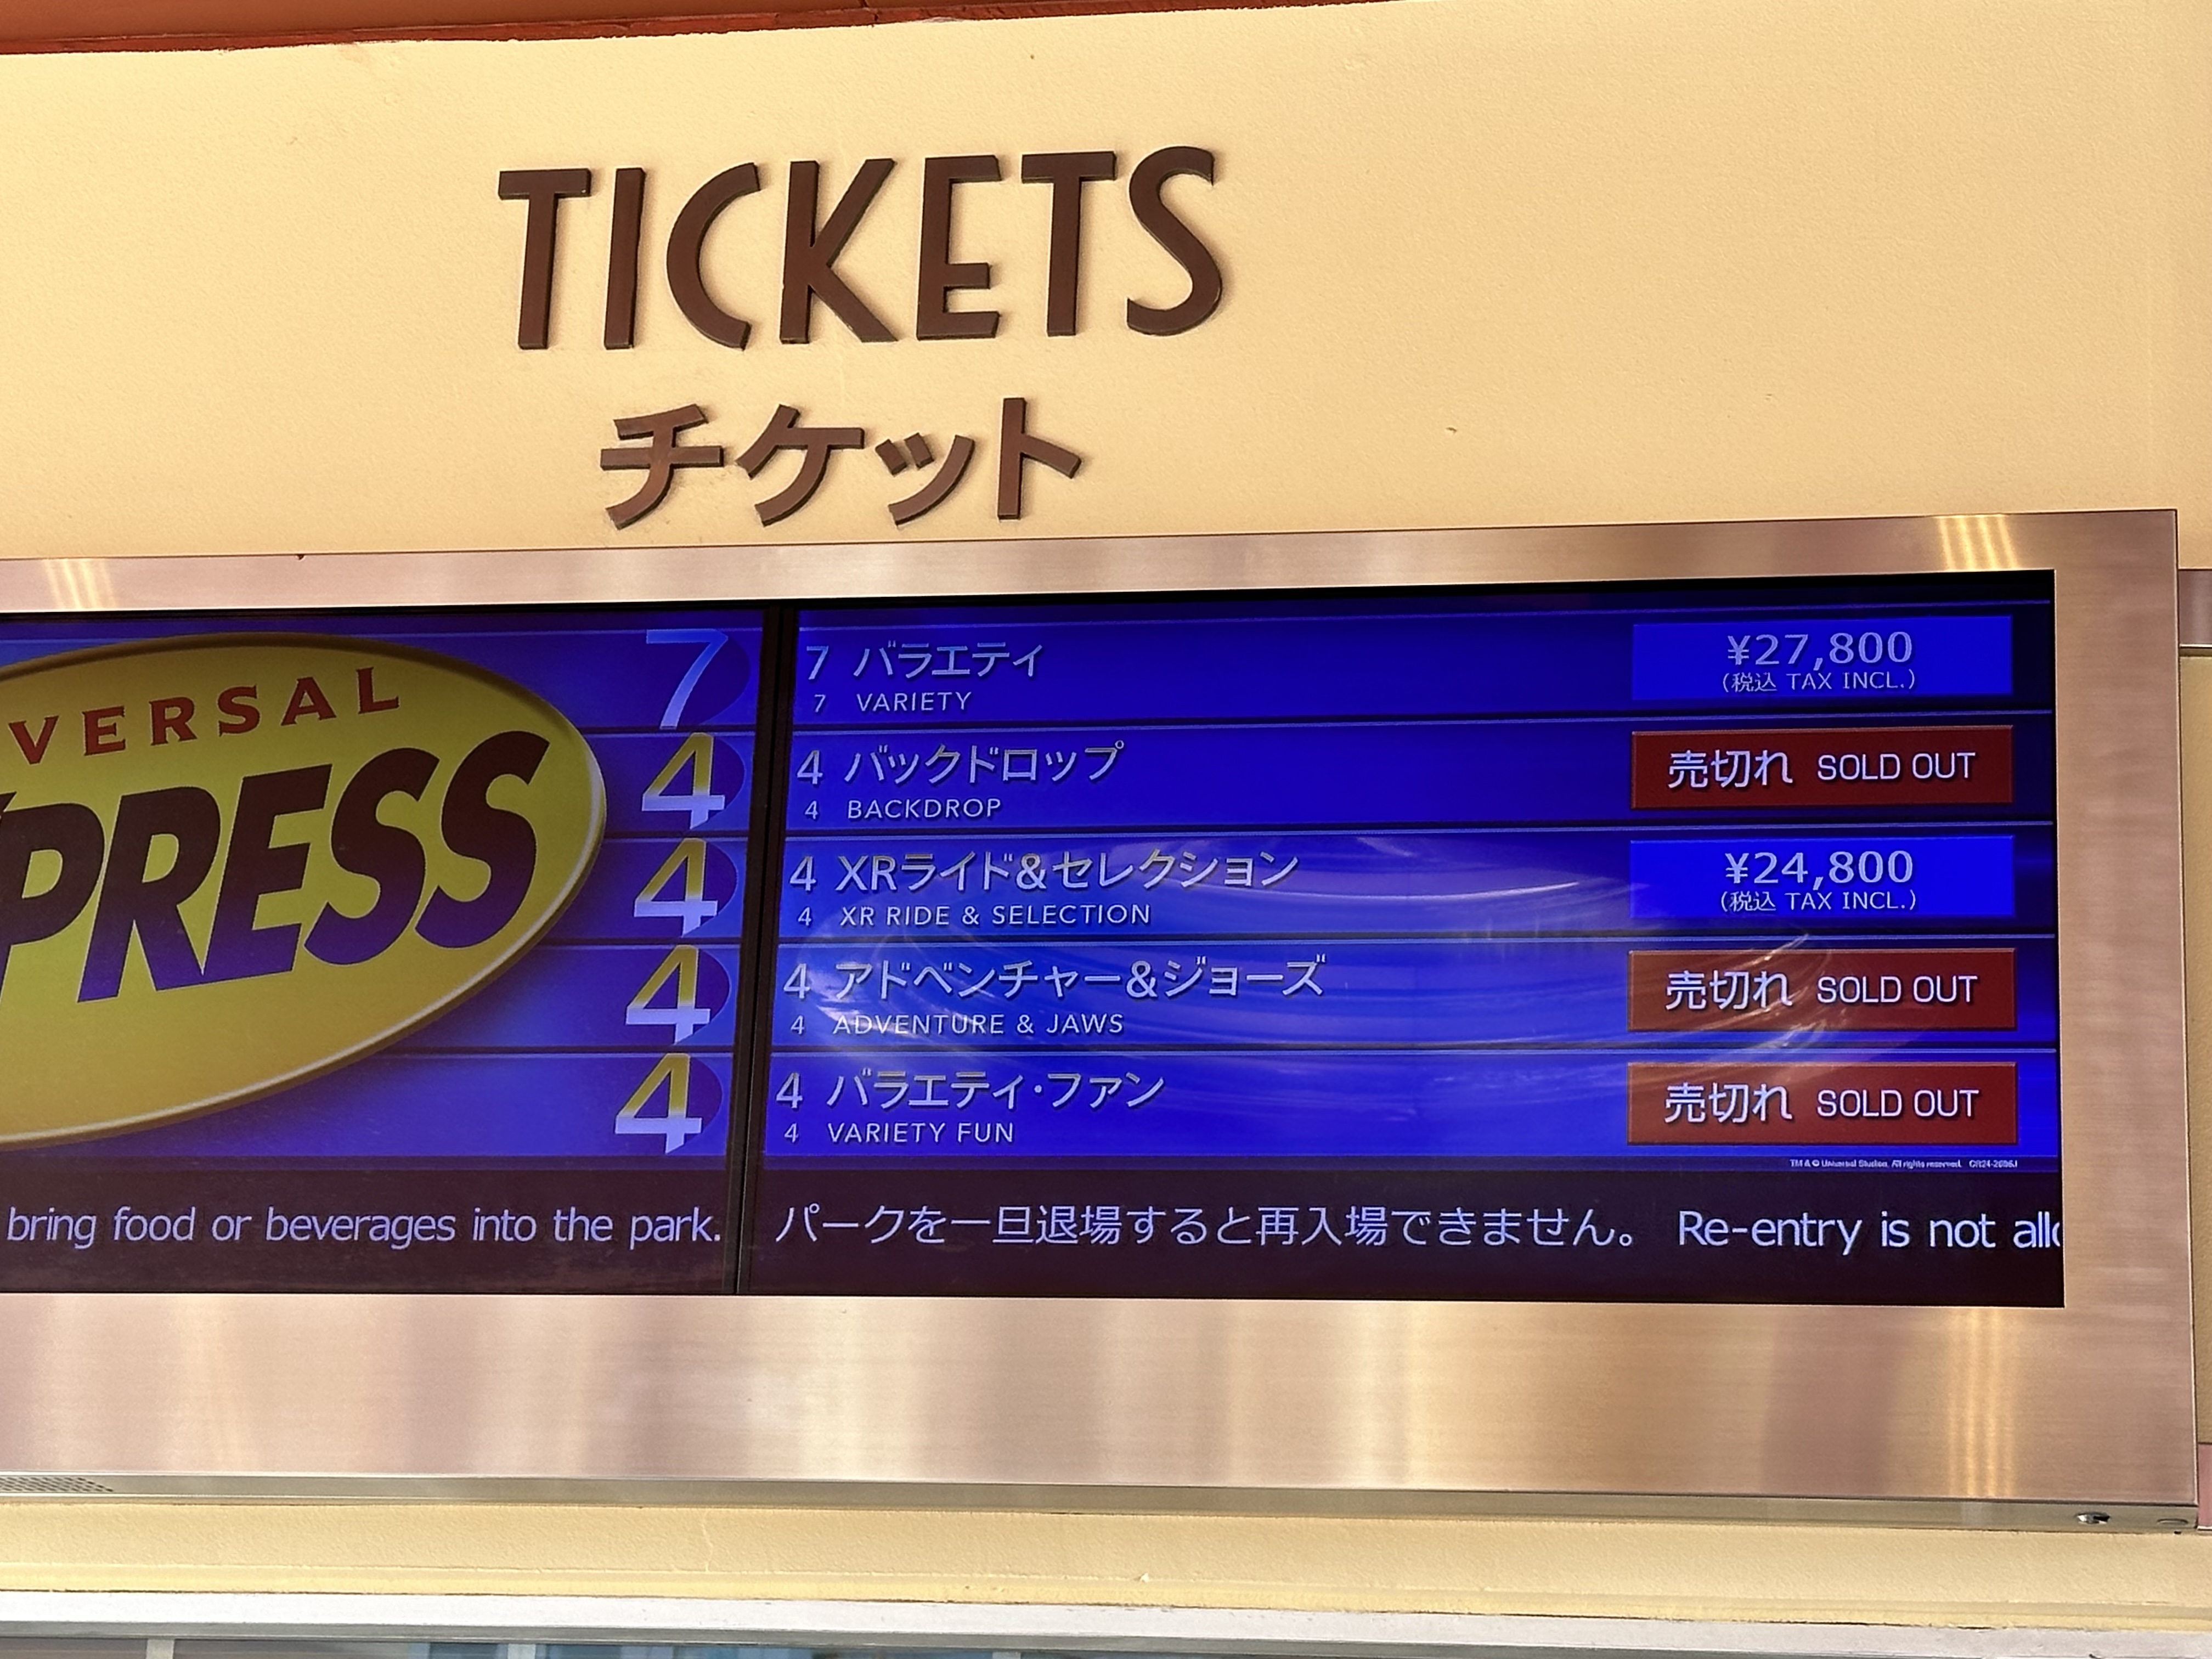 TICKETS
チケット
VERSAL
PRESS
7
4
4
4
4
7 バラエティ
7 VARIETY
¥27,800
(税込 TAX INCL.)
4 バックドロップ
4 BACKDROP
売切れ SOLD OUT
4 XRライド&セレクション
4 XR RIDE & SELECTION
¥24,800
(税込 TAX INCL.)
4 アドベンチャー&ジョーズ
4 ADVENTURE & JAWS
売切れ SOLD OUT
4 バラエティ・ファン
4 VARIETY FUN
売切れ SOLD OUT
TM & © Universal Studios. All rights reserved.
bring food or beverages into the park. パークを一旦退場すると再入場できません。 Re-entry is not all